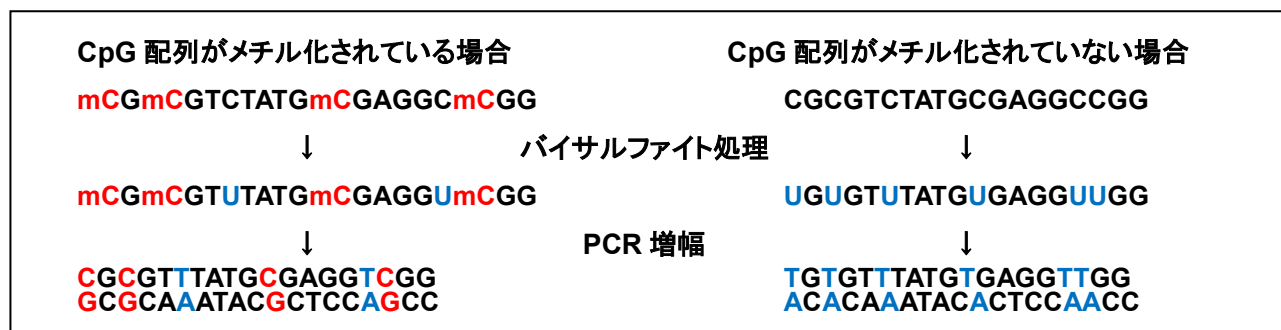 CpG 配列がメチル化されている場合 CpG 配列がメチル化されていない場合
mCGmCGTCTATGmCGAGGCmCGG CGCGTCTATGCGAGGCCGG
↓ バイサルファイト処理 ↓
mCGmCGTUTATGmCGAGGUmCGG UGUGTUTATGUGAGGUUGG
↓ PCR 増幅 ↓
CGCGTTTATGCGAGGTCGG TGTGTTTATGTGAGGTTGG
GCGCAAATACGCTCCAGCC ACACAAATACACTCCAACC